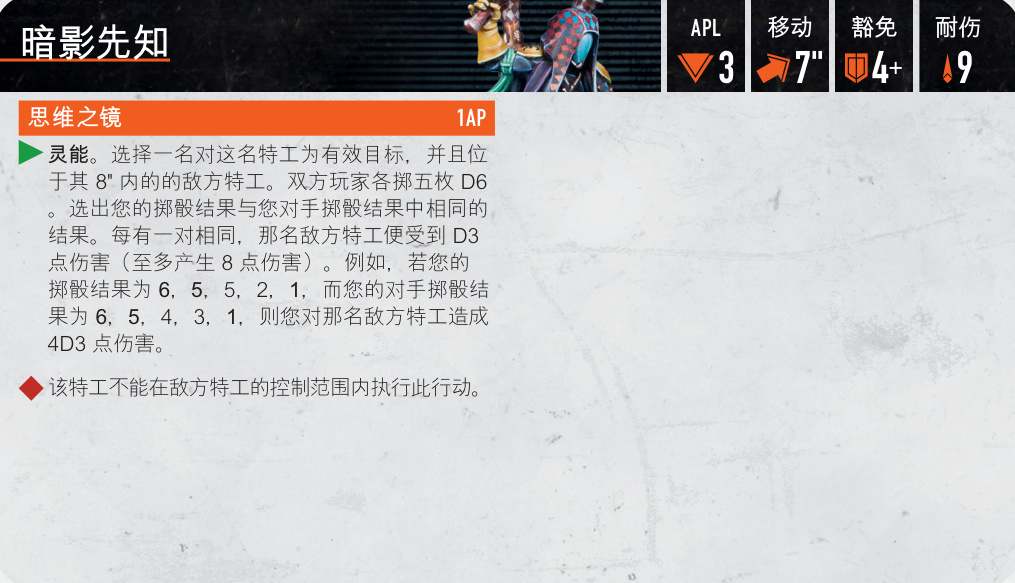 暗影先知
APL
3
移动
7"
豁免
4+
耐伤
9
思维之镜 1AP
灵能。选择一名对这名特工为有效目标，并且位
于其 8" 内的的敌方特工。双方玩家各掷五枚 D6
。选出您的掷骰结果与您对手掷骰结果中相同的
结果。每有一对相同，那名敌方特工便受到 D3
点伤害（至多产生 8 点伤害）。例如，若您的
掷骰结果为 6，5，5，2，1，而您的对手掷骰结
果为 6，5，4，3，1，则您对那名敌方特工造成
4D3 点伤害。
该特工不能在敌方特工的控制范围内执行此行动。